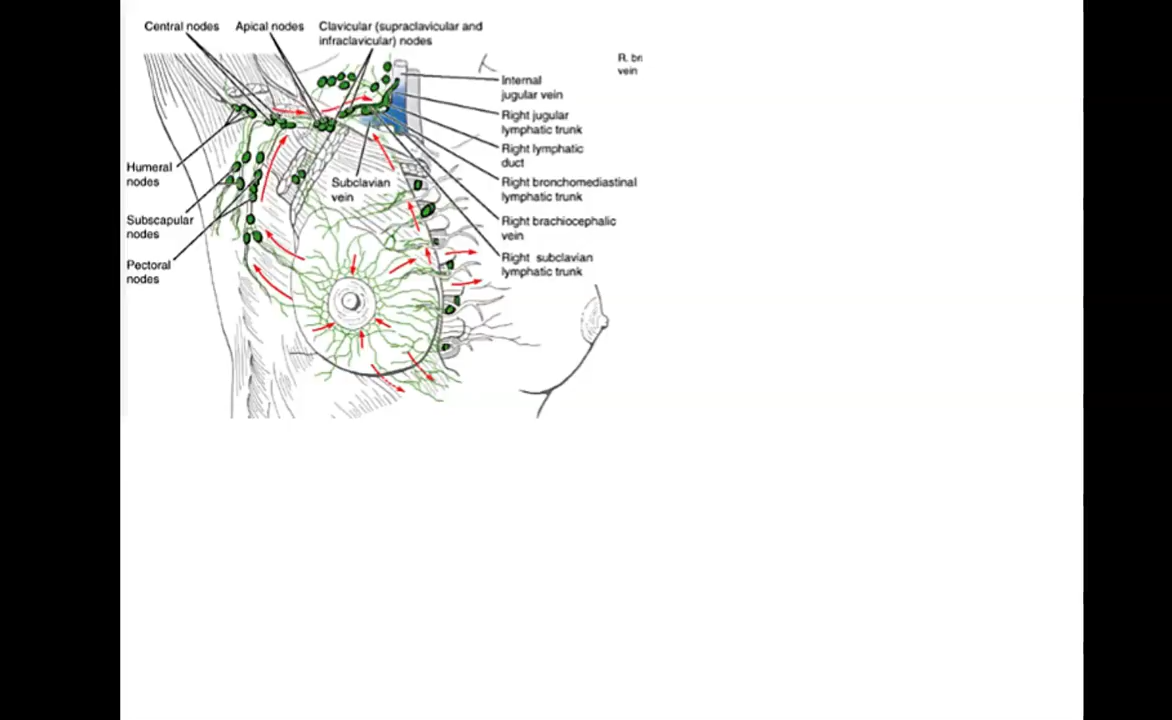 Central nodes
Apical nodes
Clavicular (supraclavicular and
infraclavicular) nodes
R. br
vein
Internal
jugular vein
Right jugular
lymphatic trunk
Right lymphatic
duct
Right bronchomediastinal
lymphatic trunk
Right brachiocephalic
vein
Right subclavian
lymphatic trunk
Subclavian
vein
Humeral
nodes
Subscapular
nodes
Pectoral
nodes